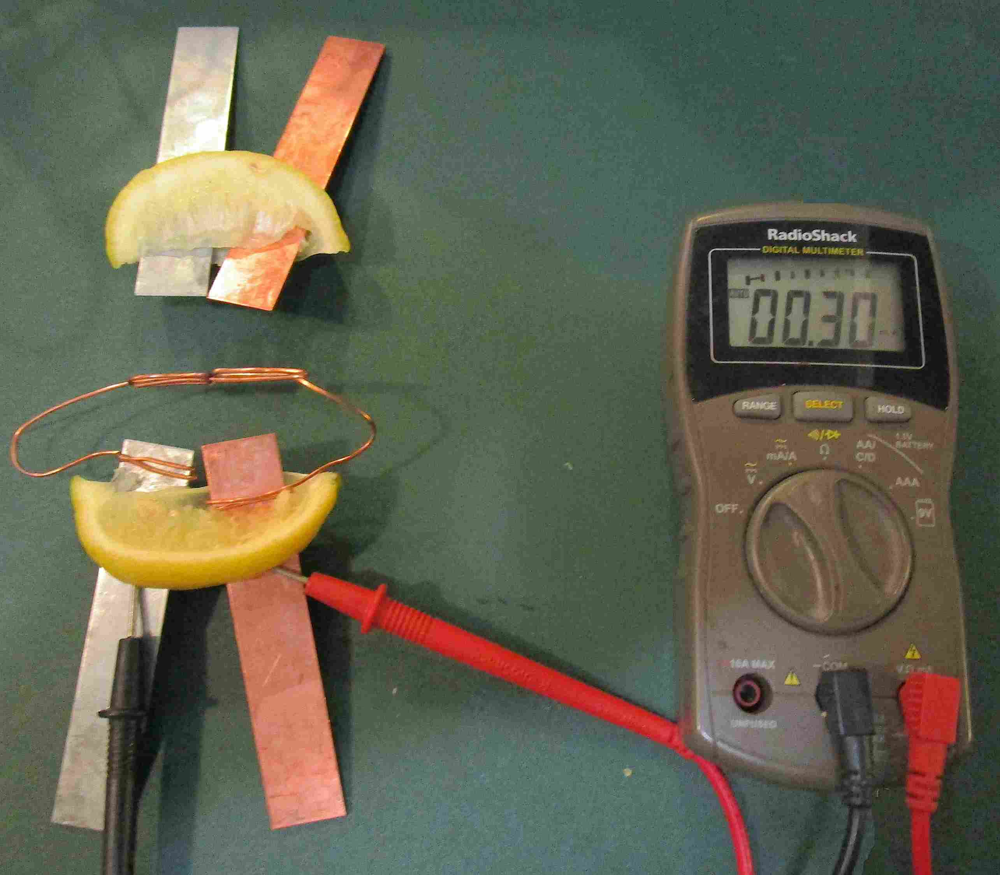 RadioShack
DIGITAL MULTIMETER
AUTO
00.30
RANGE SELECT HOLD
1.5V
BATTERY
AA/
C/D
Ω
mA/A
V
AAA
OFF
9V
10A MAX
COM
UNFUSED